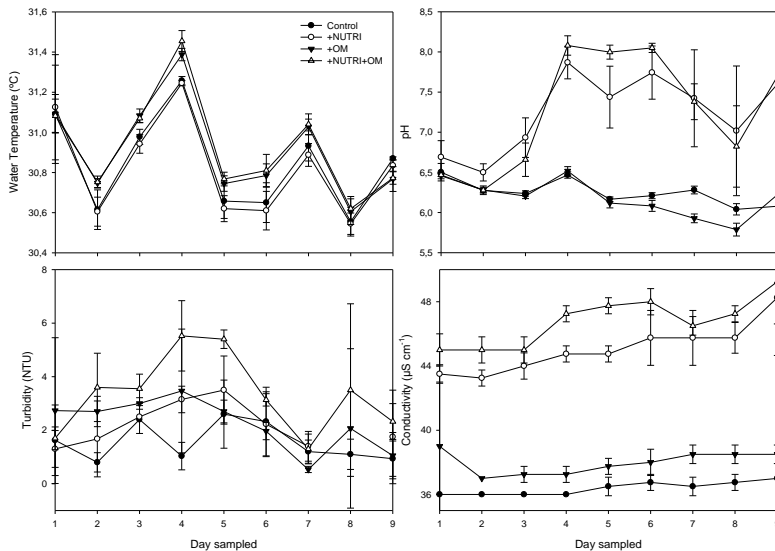 31,6
31,4
31,2
31,0
30,8
30,6
30,4
Water Temperature (ºC)
Control
+NUTRI
+OM
+NUTRI+OM
8,5
8,0
7,5
7,0
6,5
6,0
5,5
pH
8
6
4
2
0
Turbidity (NTU)
1 2 3 4 5 6 7 8 9
Day sampled
48
44
40
36
Conductivity (µS cm⁻¹)
1 2 3 4 5 6 7 8
Day sampled